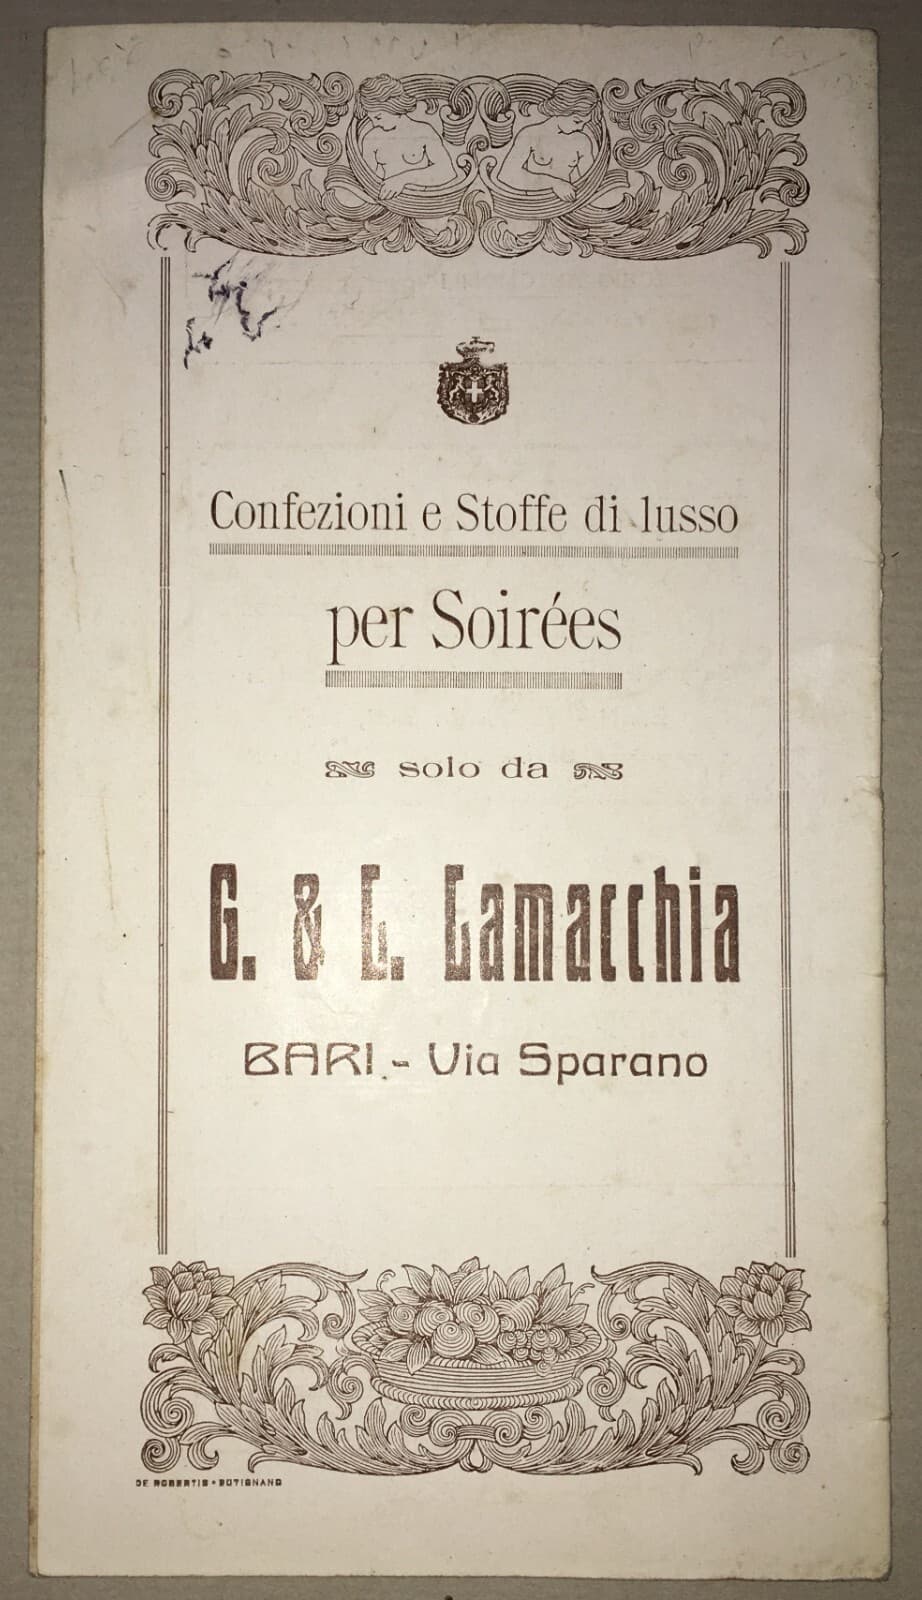 Confezioni e Stoffe di lusso
per Soirées
solo da
G. & L. Lamacchia
BARI - Via Sparano
DE ROBERTIS • PUTIGNANO